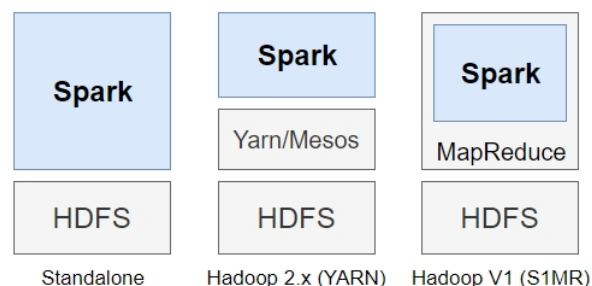 Spark
HDFS
Standalone
Spark
Yarn/Mesos
HDFS
Hadoop 2.x (YARN)
Spark
MapReduce
HDFS
Hadoop V1 (S1MR)